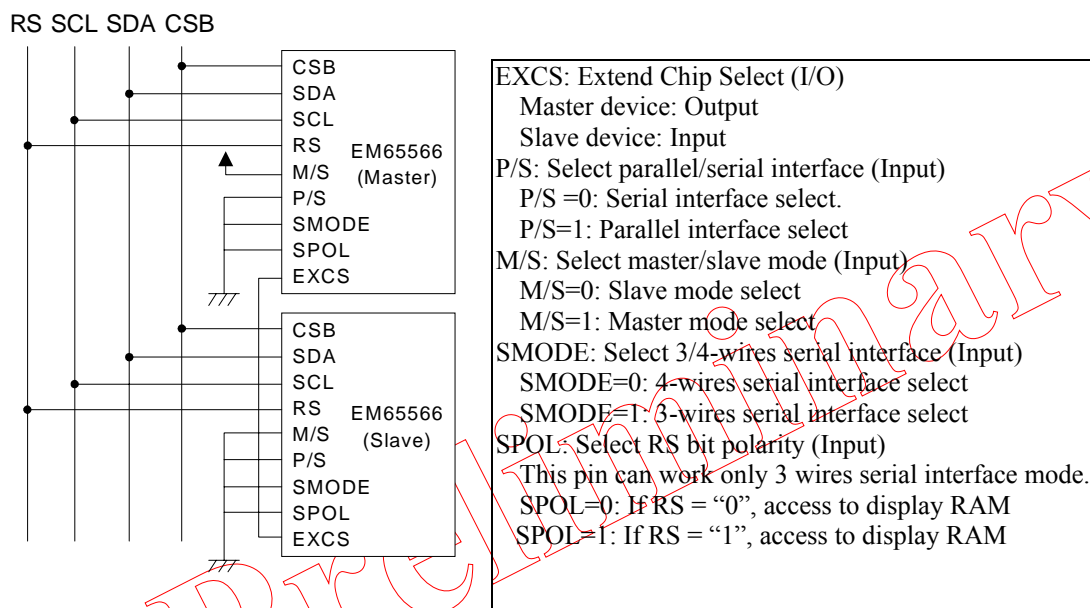 RS SCL SDA CSB
CSB
SDA
SCL
RS
M/S
P/S
SMODE
SPOL
EXCS
EM65566
(Master)
CSB
SDA
SCL
RS
M/S
P/S
SMODE
SPOL
EXCS
EM65566
(Slave)
EXCS: Extend Chip Select (I/O)
Master device: Output
Slave device: Input
P/S: Select parallel/serial interface (Input)
P/S =0: Serial interface select.
P/S=1: Parallel interface select
M/S: Select master/slave mode (Input)
M/S=0: Slave mode select
M/S=1: Master mode select
SMODE: Select 3/4-wires serial interface (Input)
SMODE=0: 4-wires serial interface select
SMODE=1: 3-wires serial interface select
SPOL: Select RS bit polarity (Input)
This pin can work only 3 wires serial interface mode.
SPOL=0: If RS = “0”, access to display RAM
SPOL=1: If RS = “1”, access to display RAM
Preliminary